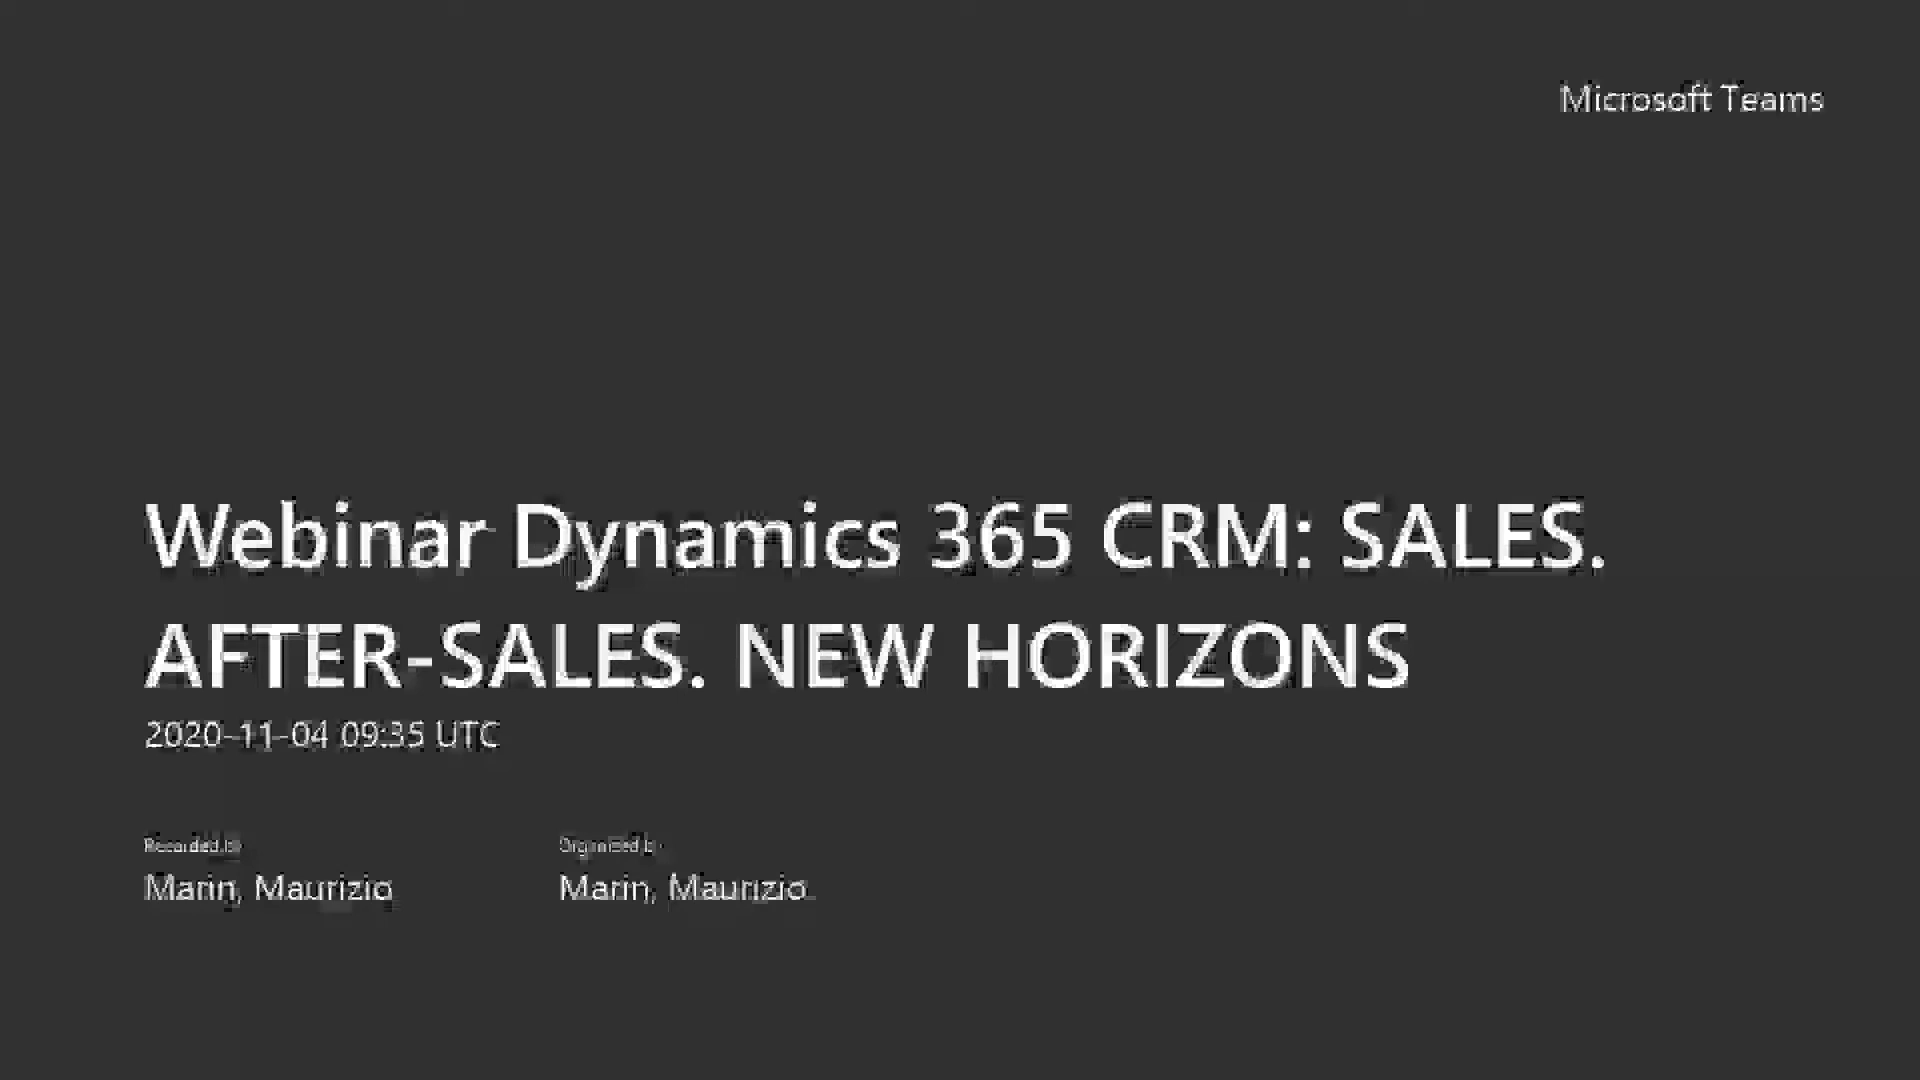 Microsoft Teams
Webinar Dynamics 365 CRM: SALES.
AFTER-SALES. NEW HORIZONS
2020-11-04 09:35 UTC
Recorded by
Organized by
Marin, Maurizio
Marin, Maurizio